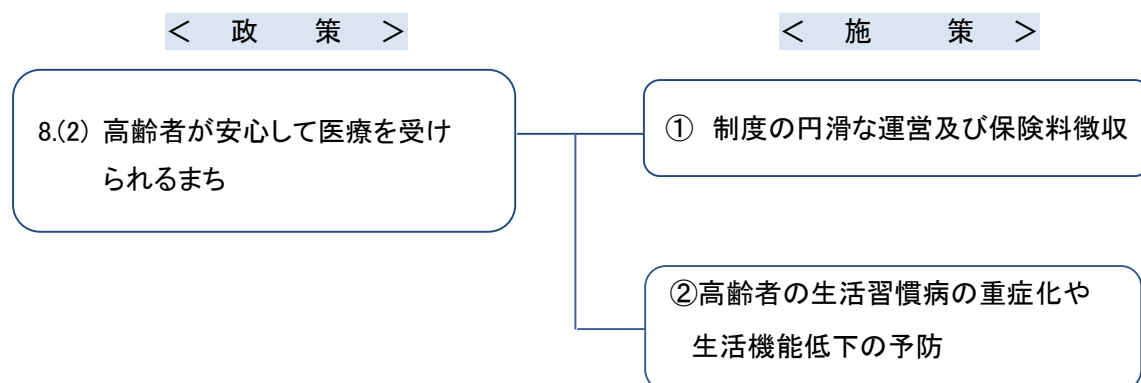 ＜ 政 策 ＞
＜ 施 策 ＞
8.(2) 高齢者が安心して医療を受け
られるまち
① 制度の円滑な運営及び保険料徴収
②高齢者の生活習慣病の重症化や
生活機能低下の予防